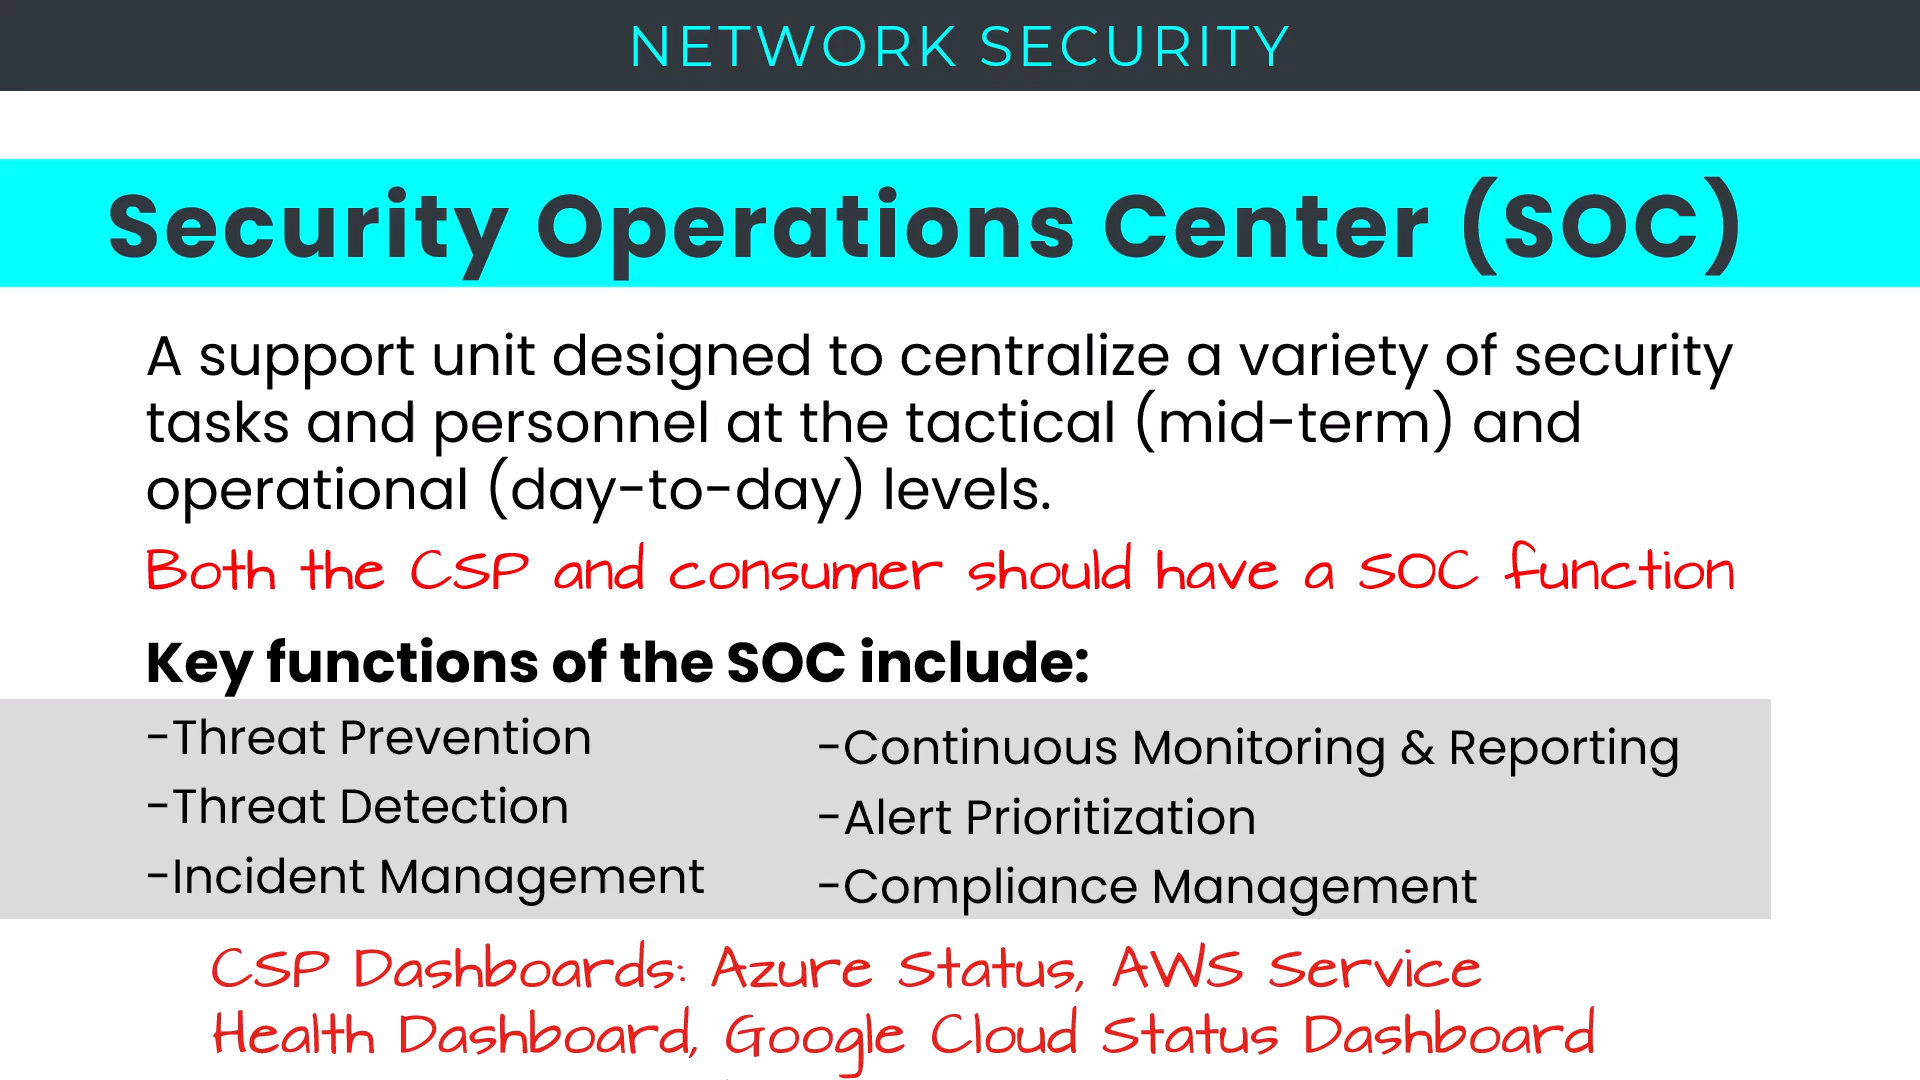 NETWORK SECURITY
Security Operations Center (SOC)
A support unit designed to centralize a variety of security
tasks and personnel at the tactical (mid-term) and
operational (day-to-day) levels.
Both the CSP and consumer should have a SOC function
Key functions of the SOC include:
-Threat Prevention
-Threat Detection
-Incident Management
-Continuous Monitoring & Reporting
-Alert Prioritization
-Compliance Management
CSP Dashboards: Azure Status, AWS Service
Health Dashboard, Google Cloud Status Dashboard